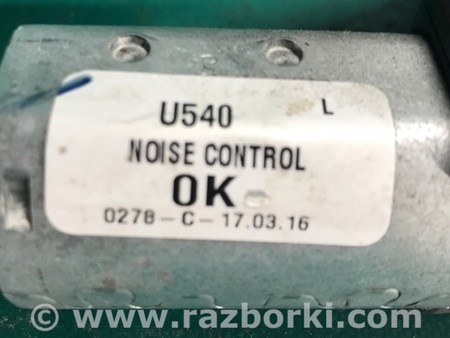 U540 L
NOISE CONTROL
OK
0278-C-17.03.16
© www.razborki.com